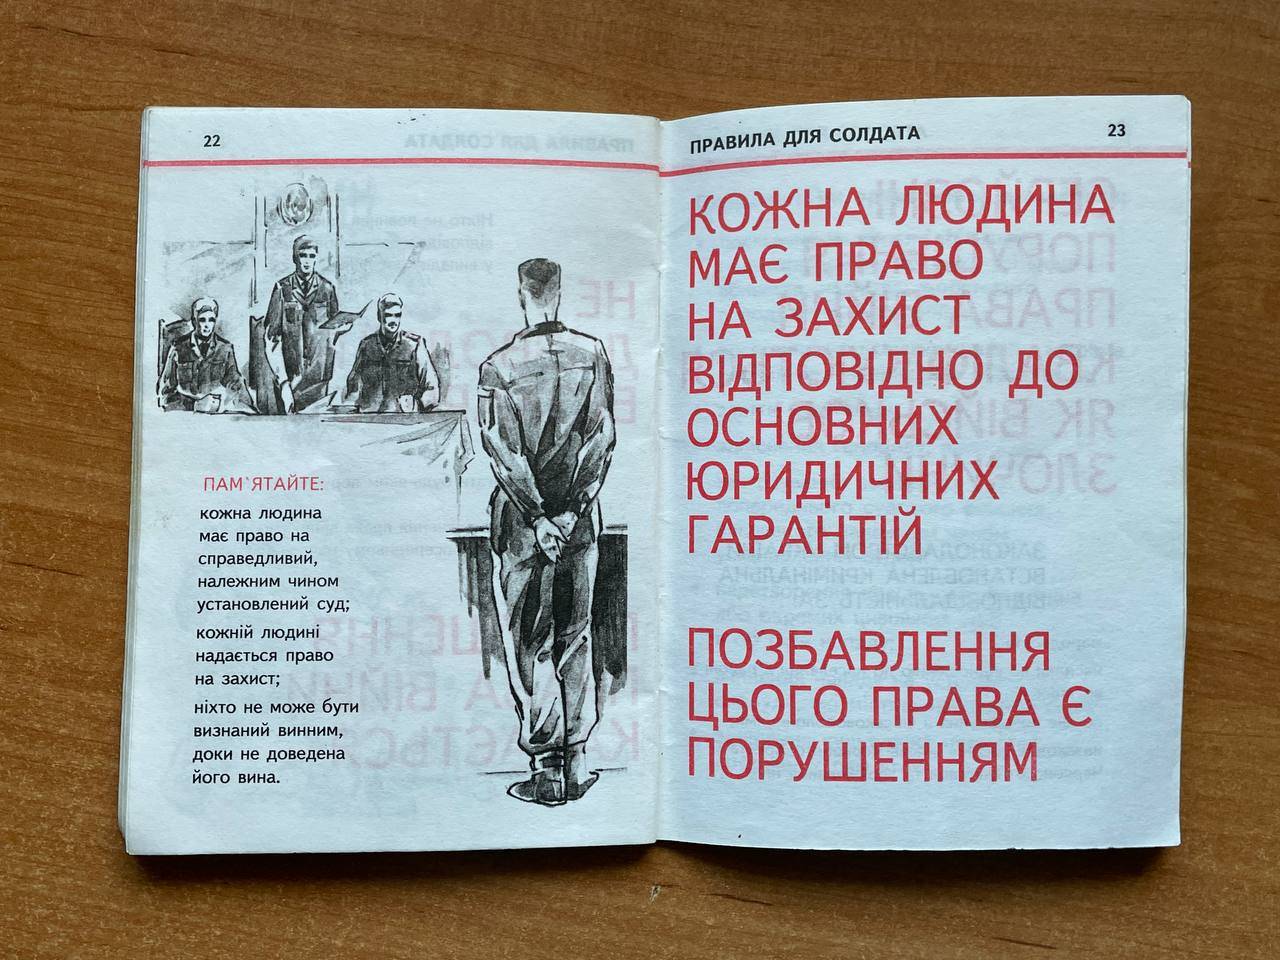 22
ПАМ`ЯТАЙТЕ:
кожна людина
має право на
справедливий,
належним чином
установлений суд;
кожній людині
надається право
на захист;
ніхто не може бути
визнаний винним,
доки не доведена
його вина.
ПРАВИЛА ДЛЯ СОЛДАТА 23
КОЖНА ЛЮДИНА
МАЄ ПРАВО
НА ЗАХИСТ
ВІДПОВІДНО ДО
ОСНОВНИХ
ЮРИДИЧНИХ
ГАРАНТІЙ
ПОЗБАВЛЕННЯ
ЦЬОГО ПРАВА Є
ПОРУШЕННЯМ